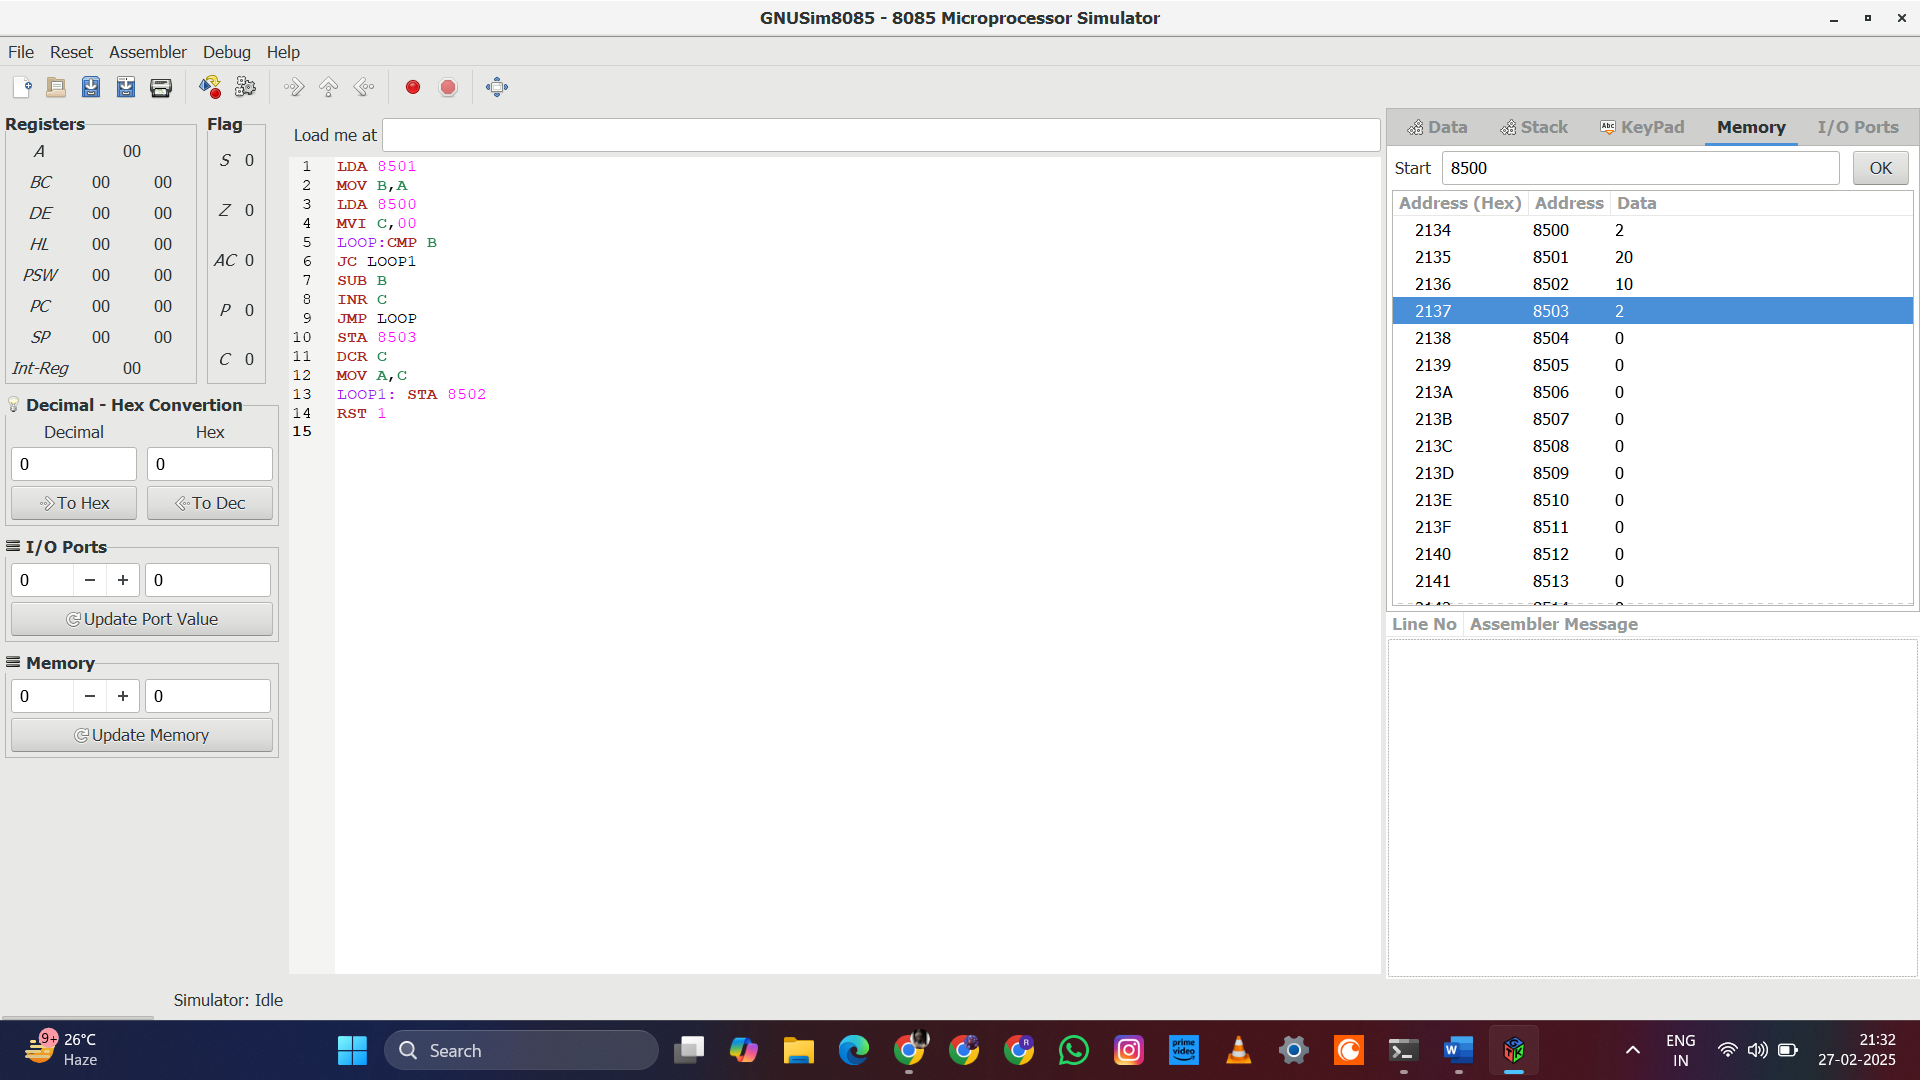 GNUSim8085 - 8085 Microprocessor Simulator
File Reset Assembler Debug Help
Registers
A 00
BC 00 00
DE 00 00
HL 00 00
PSW 00 00
PC 00 00
SP 00 00
Int-Reg 00
Flag
S 0
Z 0
AC 0
P 0
C 0
Decimal - Hex Convertion
Decimal Hex
0 0
To Hex To Dec
I/O Ports
0 0
Update Port Value
Memory
0 0
Update Memory
Load me at
1 LDA 8501
2 MOV B,A
3 LDA 8500
4 MVI C,00
5 LOOP:CMP B
6 JC LOOP1
7 SUB B
8 INR C
9 JMP LOOP
10 STA 8503
11 DCR C
12 MOV A,C
13 LOOP1: STA 8502
14 RST 1
15
Data Stack KeyPad Memory I/O Ports
Start 8500 OK
Address (Hex) Address Data
2134 8500 2
2135 8501 20
2136 8502 10
2137 8503 2
2138 8504 0
2139 8505 0
213A 8506 0
213B 8507 0
213C 8508 0
213D 8509 0
213E 8510 0
213F 8511 0
2140 8512 0
2141 8513 0
Line No Assembler Message
Simulator: Idle
9+ 26°C
Haze
Search
prime video
ENG
IN
21:32
27-02-2025